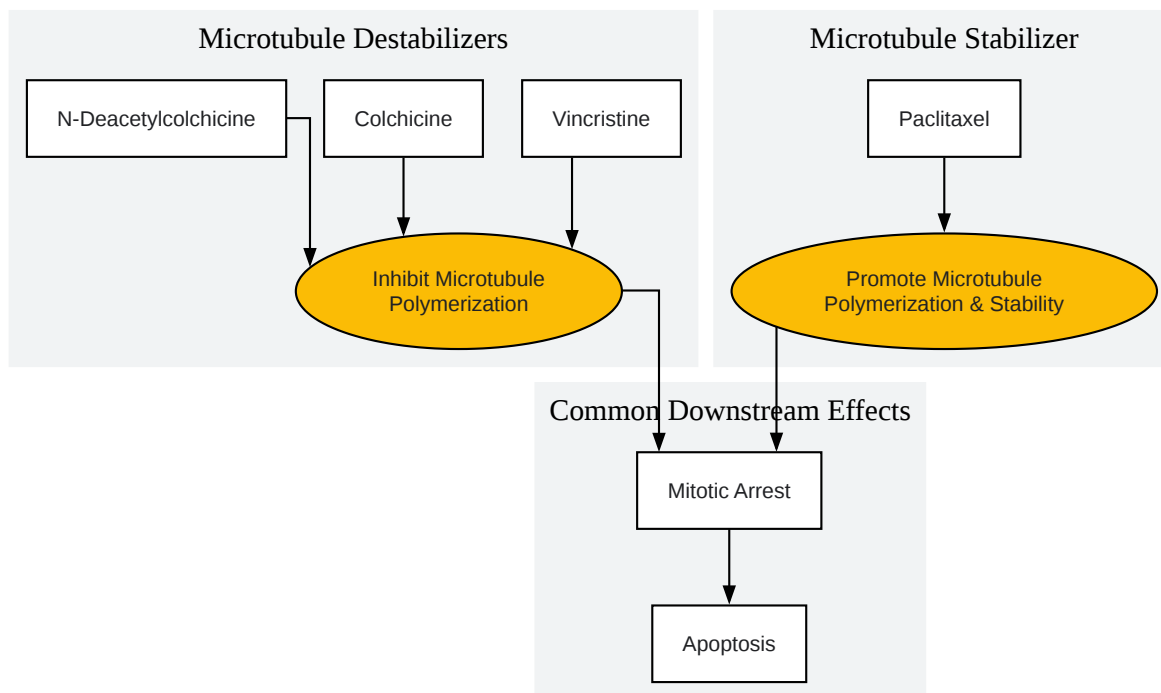 Microtubule Destabilizers
Microtubule Stabilizer
N-Deacetylcolchicine
Colchicine
Vincristine
Paclitaxel
Inhibit Microtubule
Polymerization
Promote Microtubule
Polymerization & Stability
Common Downstream Effects
Mitotic Arrest
Apoptosis